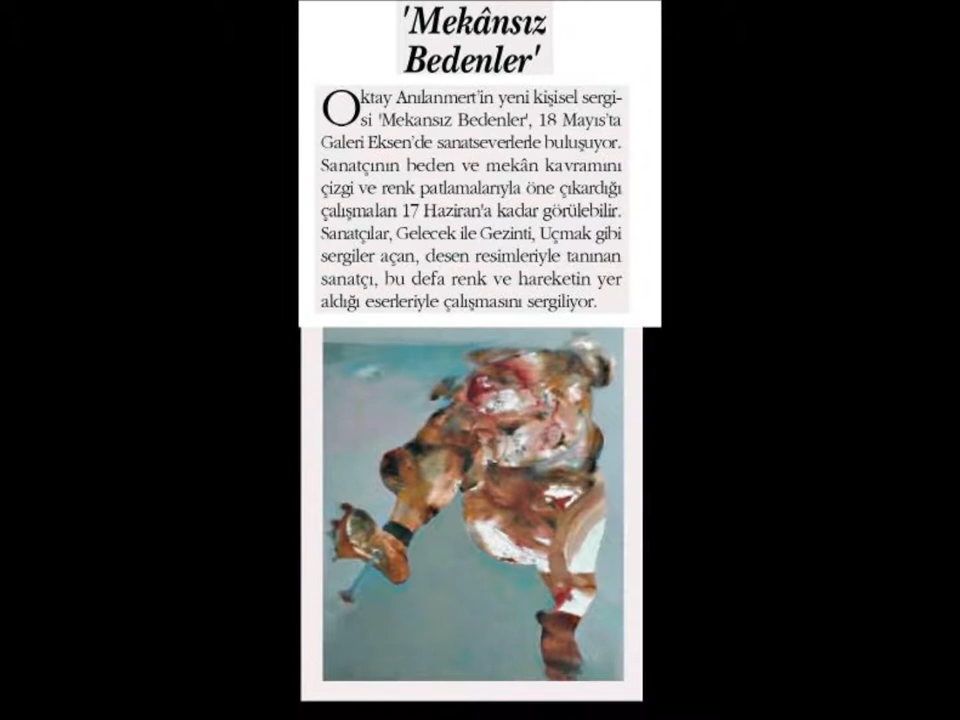 'Mekânsız
Bedenler'
Oktay Anılanmert'in yeni kişisel sergi-
si 'Mekansız Bedenler', 18 Mayıs'ta
Galeri Eksen'de sanatseverlerle buluşuyor.
Sanatçının beden ve mekân kavramını
çizgi ve renk patlamalarıyla öne çıkardığı
çalışmaları 17 Haziran'a kadar görülebilir.
Sanatçılar, Gelecek ile Gezinti, Uçmak gibi
sergiler açan, desen resimleriyle tanınan
sanatçı, bu defa renk ve hareketin yer
aldığı eserleriyle çalışmasını sergiliyor.